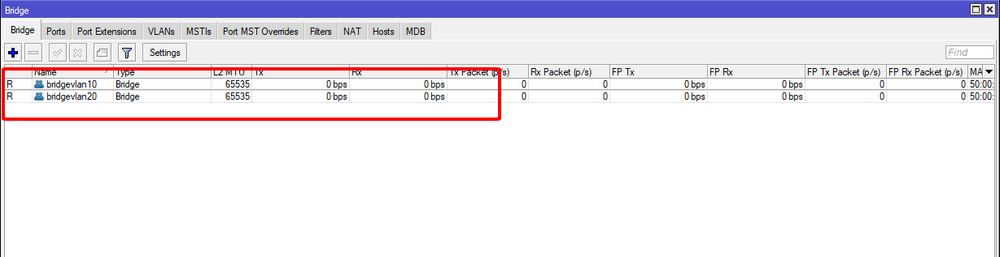 Bridge
Bridge Ports Port Extensions VLANs MSTIs Port MST Overrides Filters NAT Hosts MDB
Settings Find
Name Type L2 MTU Tx Rx Tx Packet (p/s) Rx Packet (p/s) FP Tx FP Rx FP Tx Packet (p/s) FP Rx Packet (p/s) MA
R bridgevlan10 Bridge 65535 0 bps 0 bps 0 0 0 bps 0 bps 0 0 50:00:
R bridgevlan20 Bridge 65535 0 bps 0 bps 0 0 0 bps 0 bps 0 0 50:00: